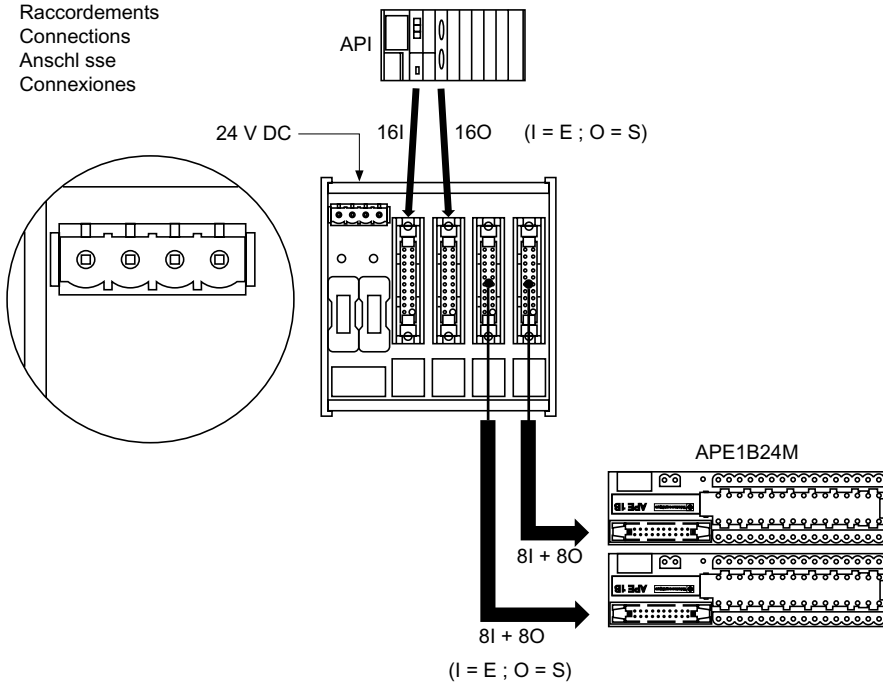 Raccordements
Connections
Anschl sse
Connexiones
API
24 V DC
16I
16O
(I = E ; O = S)
APE1B24M
APE 1B
8I + 8O
APE 1B
8I + 8O
(I = E ; O = S)